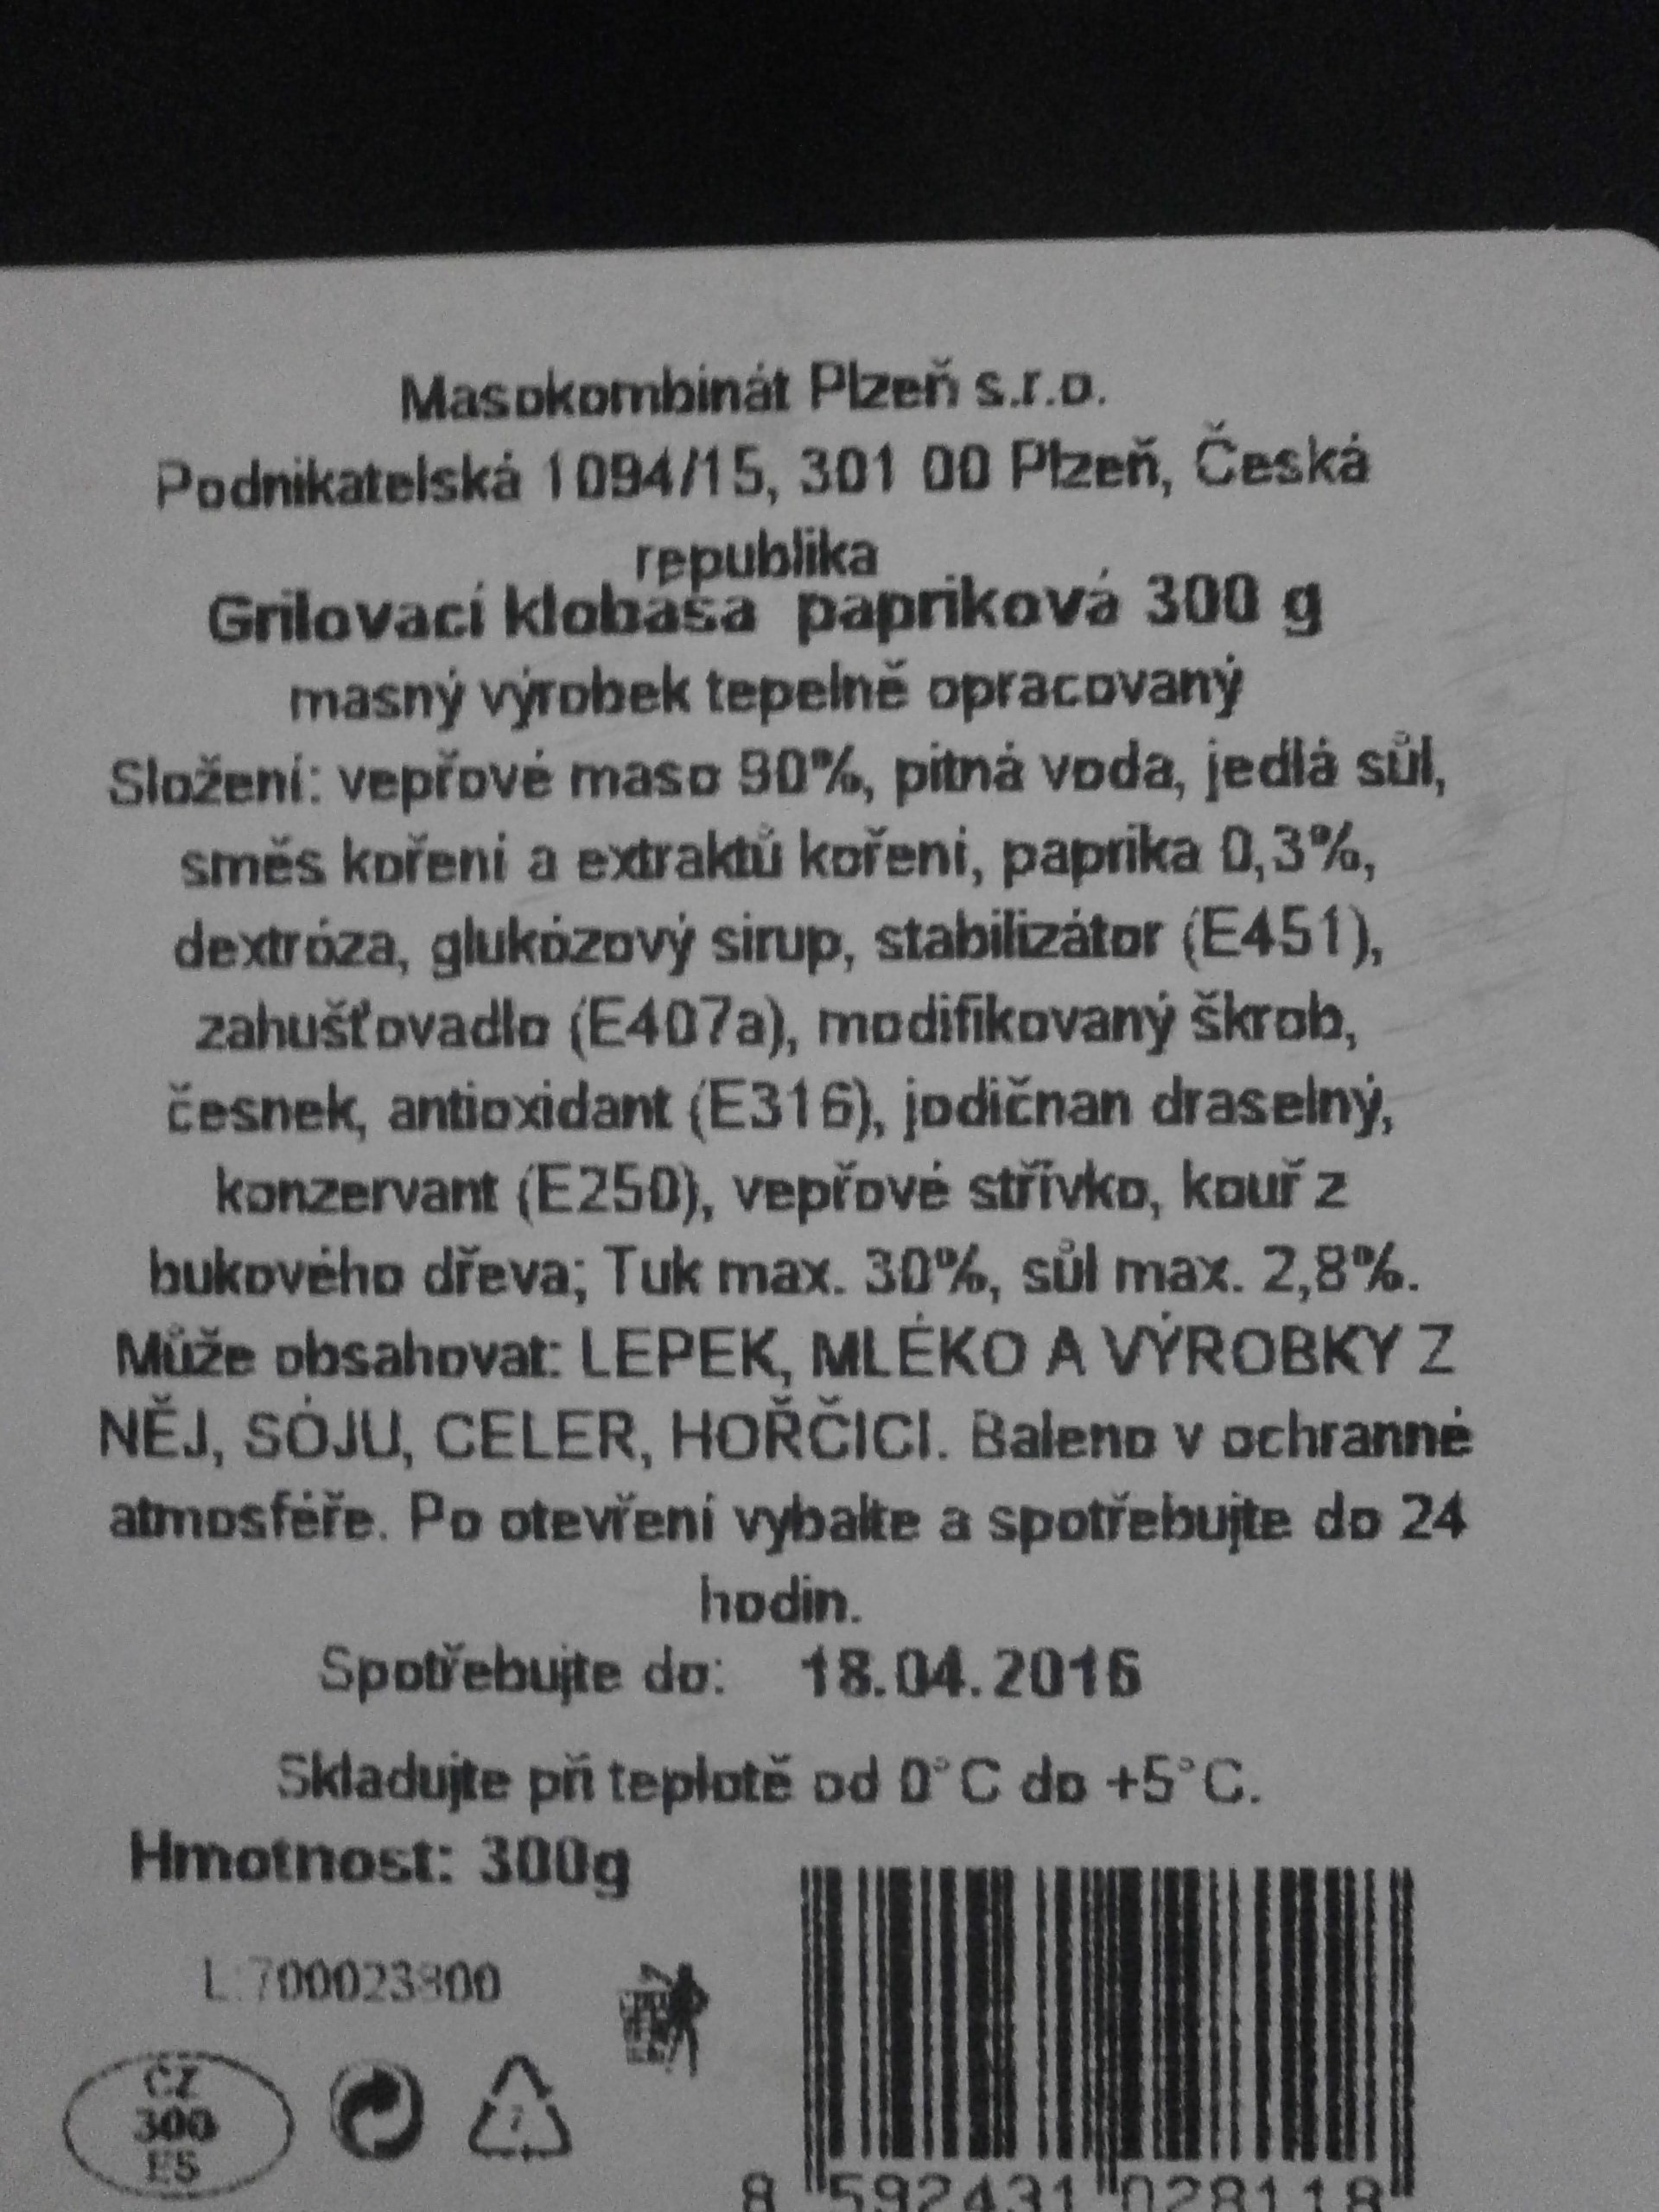 Masokombinát Plzeň s.r.o.
Podnikatelská 1094/15, 301 00 Plzeň, Česká
republika
Grilovací klobása papriková 300 g
masný výrobek tepelně opracovaný
Složení: vepřové maso 90%, pitná voda, jedlá sůl,
směs koření a extraktů koření, paprika 0,3%,
dextróza, glukózový sirup, stabilizátor (E451),
zahušťovadlo (E407a), modifikovaný škrob,
česnek, antioxidant (E316), jodičnan draselný,
konzervant (E250), vepřové střívko, kouř z
bukového dřeva; Tuk max. 30%, sůl max. 2,8%.
Může obsahovat: LEPEK, MLÉKO A VÝROBKY Z
NĚJ, SÓJU, CELER, HOŘČICI. Baleno v ochranné
atmosféře. Po otevření vybalte a spotřebujte do 24
hodin.
Spotřebujte do: 18.04.2016
Skladujte při teplotě od 0°C do +5°C.
Hmotnost: 300g
CZ
300
ES
7
8 592431 028118